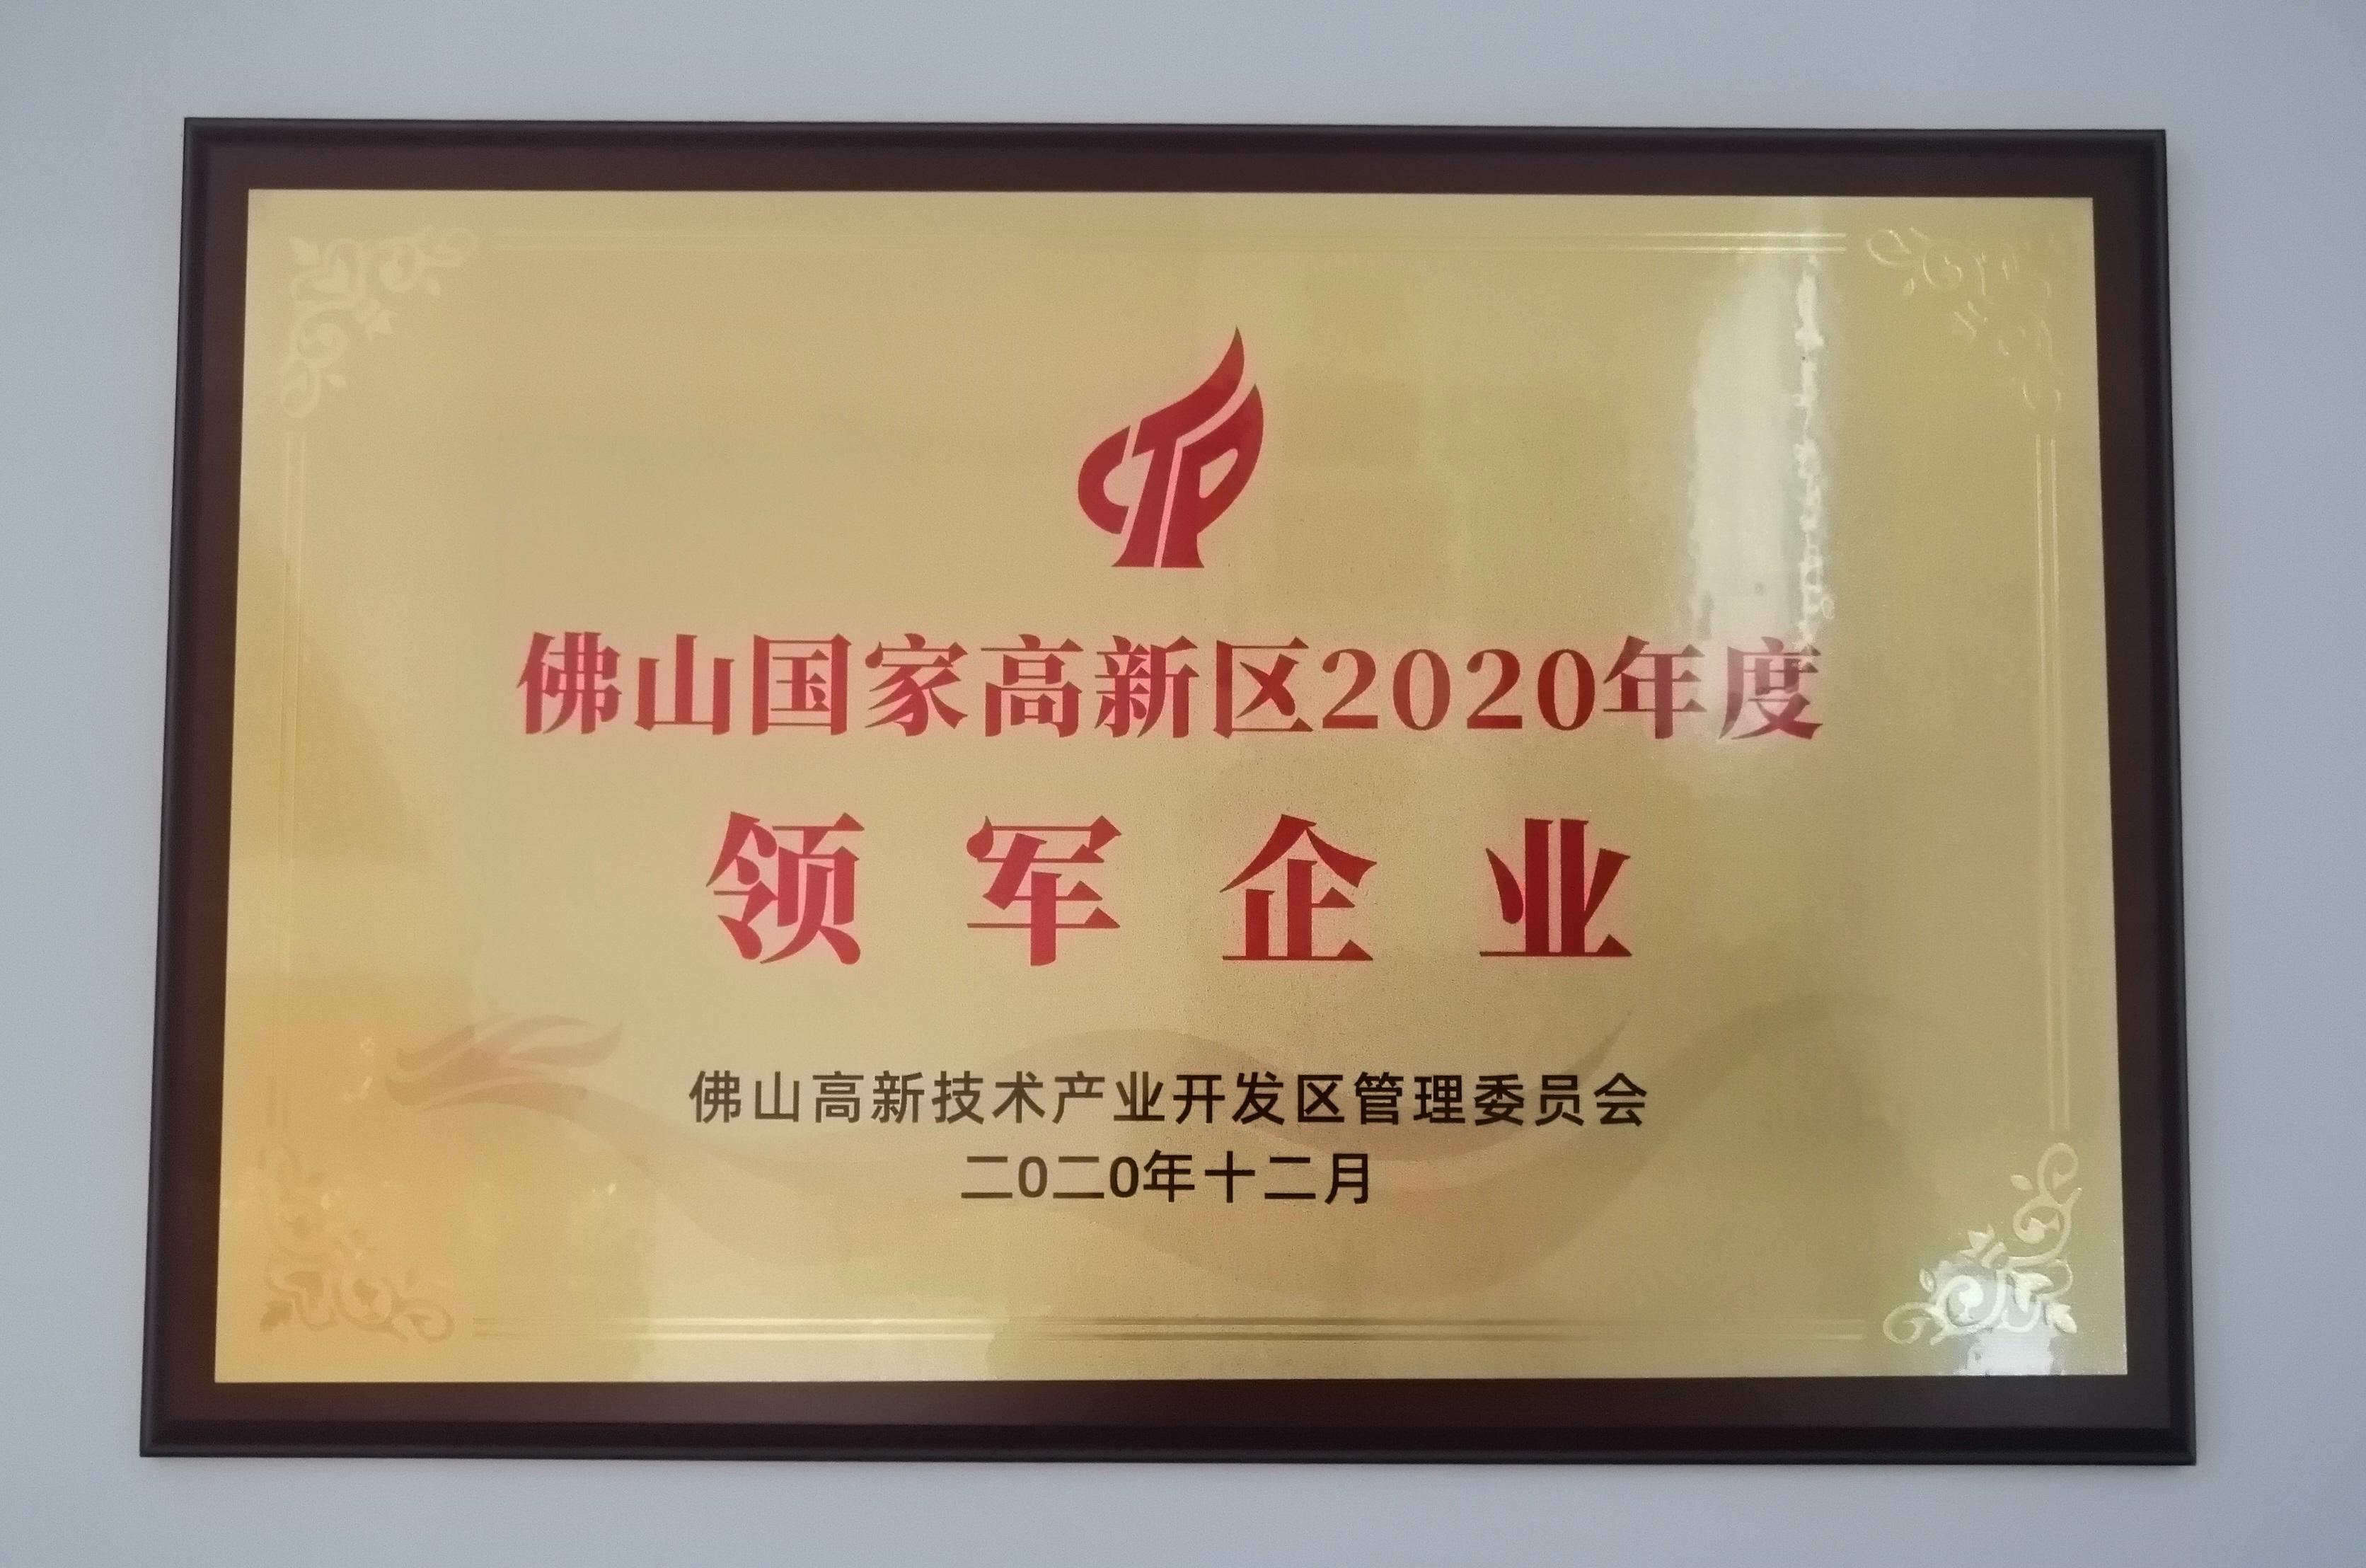 佛山国家高新区2020年度
领军企业
佛山高新技术产业开发区管理委员会
二0二0年十二月